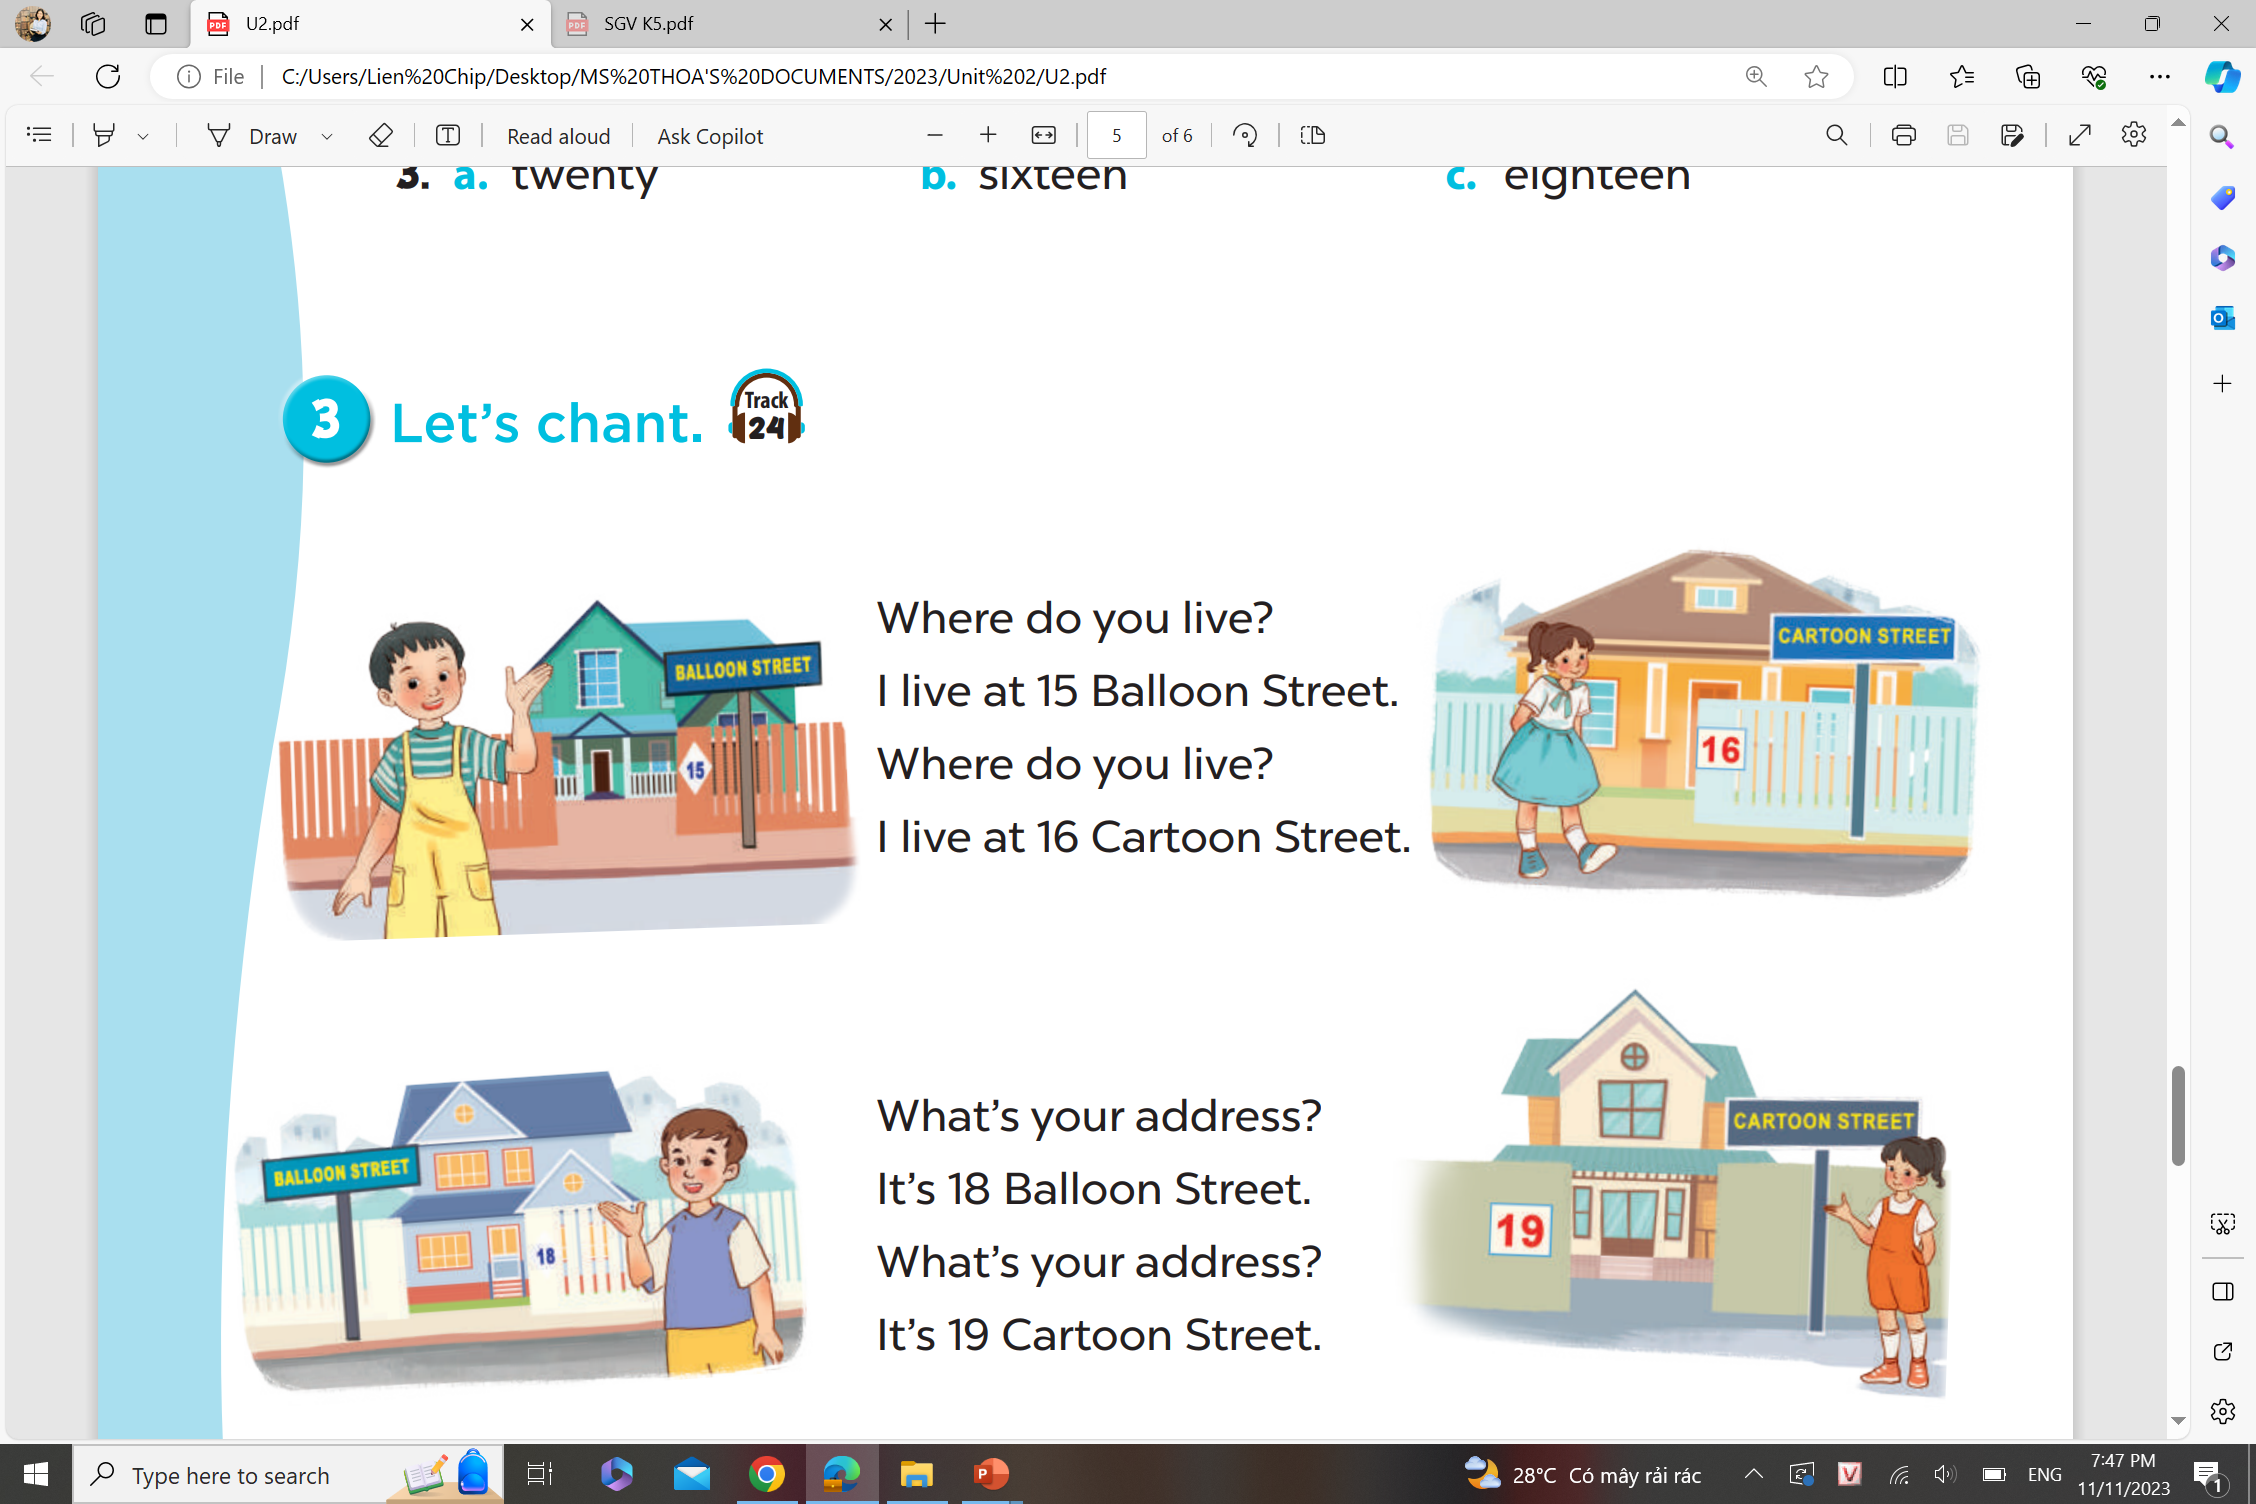 U2.pdf
SGV K5.pdf
File
C:/Users/Lien%20Chip/Desktop/MS%20THOA'S%20DOCUMENTS/2023/Unit%202/U2.pdf
Draw
Read aloud
Ask Copilot
5
of 6
3. a. twenty
b. sixteen
c. eighteen
3 Let's chant.
Track
24
BALLOON STREET
15
Where do you live?
I live at 15 Balloon Street.
Where do you live?
I live at 16 Cartoon Street.
CARTOON STREET
16
BALLOON STREET
18
What's your address?
It's 18 Balloon Street.
What's your address?
It's 19 Cartoon Street.
CARTOON STREET
19
Type here to search
28°C Có mây rải rác
ENG
7:47 PM
11/11/2023
1